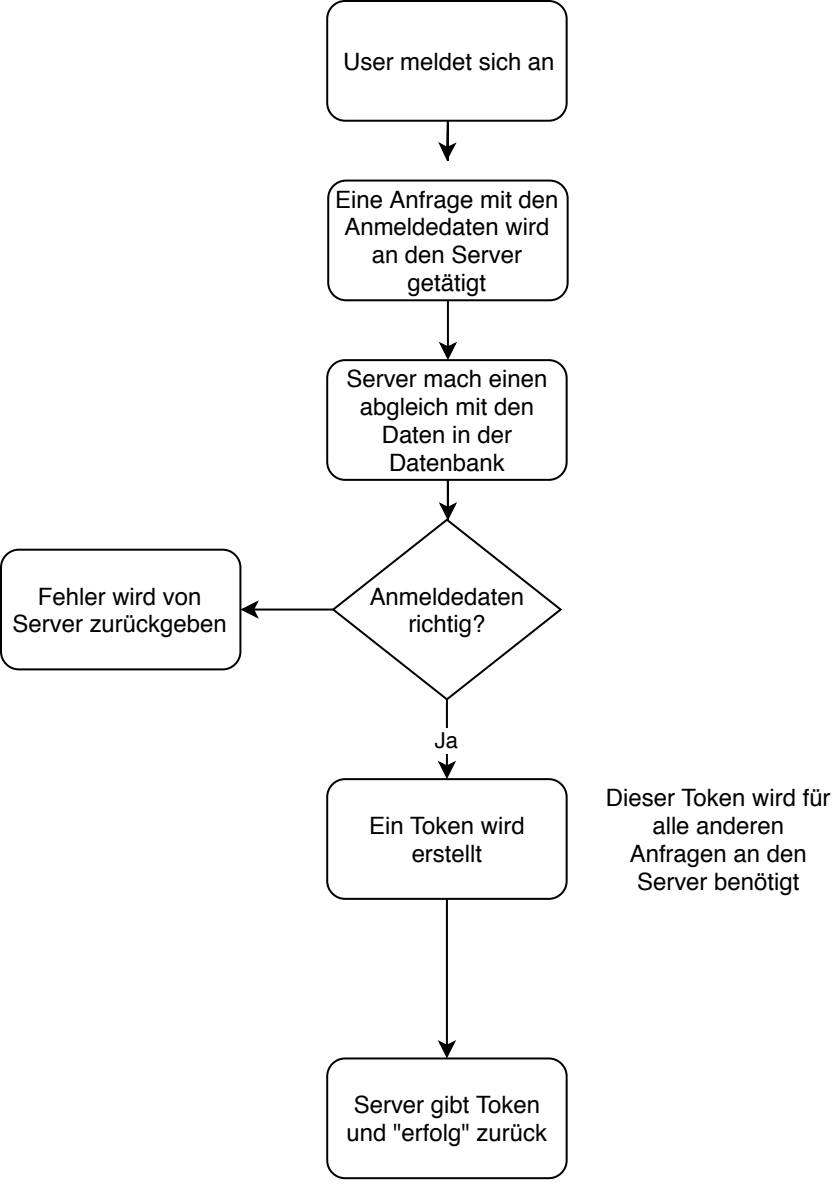 User meldet sich an
Eine Anfrage mit den
Anmeldedaten wird
an den Server
getätigt
Server mach einen
abgleich mit den
Daten in der
Datenbank
Anmeldedaten
richtig?
Fehler wird von
Server zurückgeben
Ja
Ein Token wird
erstellt
Dieser Token wird für
alle anderen
Anfragen an den
Server benötigt
Server gibt Token
und "erfolg" zurück